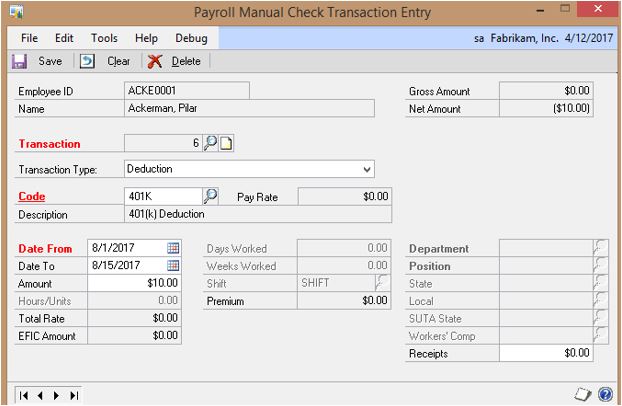 Payroll Manual Check Transaction Entry
File Edit Tools Help Debug sa Fabrikam, Inc. 4/12/2017
Save Clear Delete
Employee ID ACKE0001 Gross Amount $0.00
Name Ackerman, Pilar Net Amount ($10.00)
Transaction 6
Transaction Type: Deduction
Code 401K Pay Rate $0.00
Description 401(k) Deduction
Date From 8/1/2017 Days Worked 0.00 Department
Date To 8/15/2017 Weeks Worked 0.00 Position
Amount $10.00 Shift SHIFT State
Hours/Units 0.00 Premium $0.00 Local
Total Rate $0.00 SUTA State
EFIC Amount $0.00 Workers' Comp
Receipts $0.00